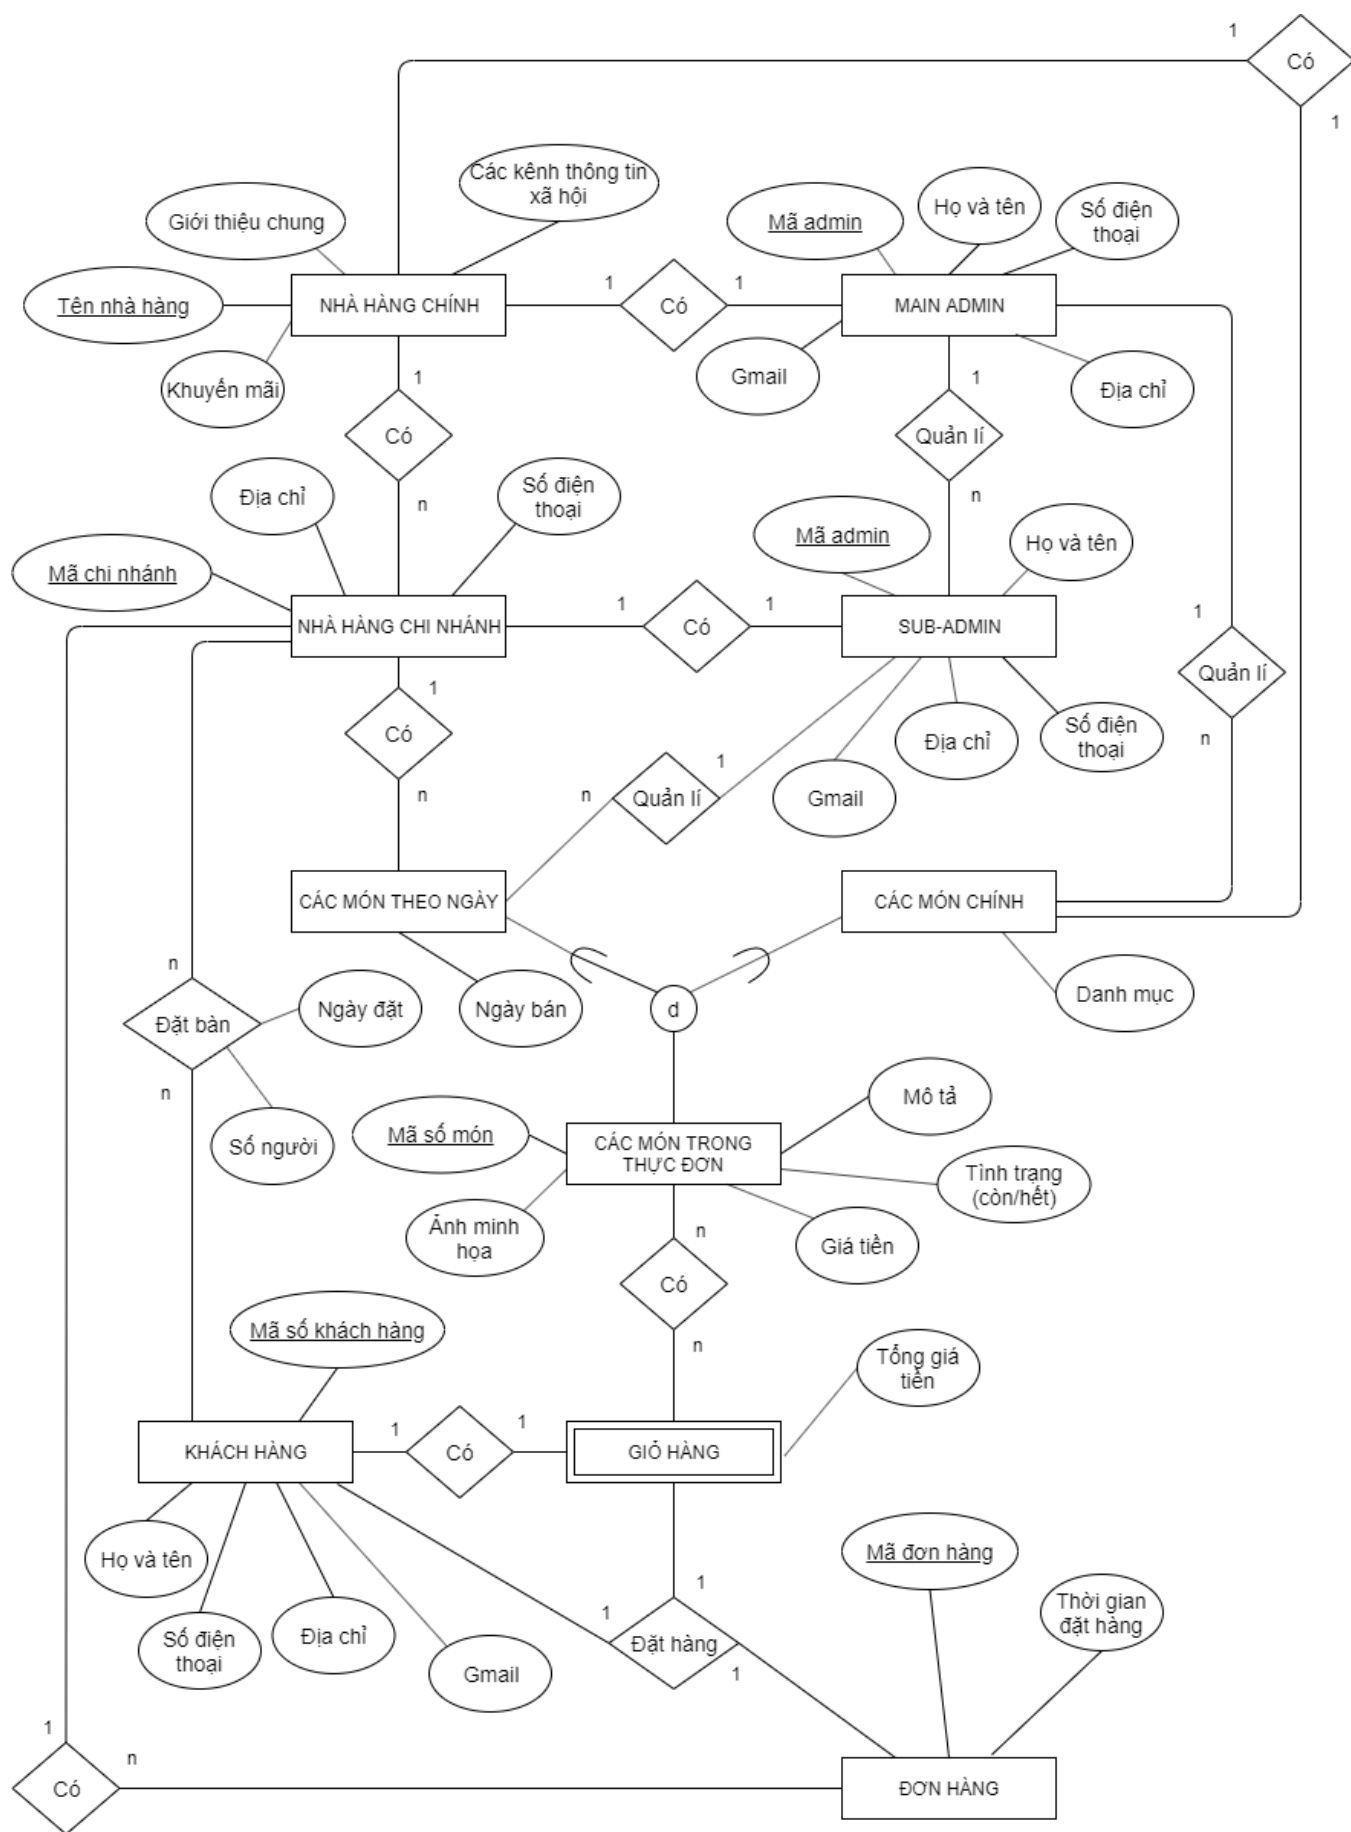 1
Có
1
Các kênh thông tin
xã hội
Giới thiệu chung
Mã admin
Họ và tên
Số điện
thoại
Tên nhà hàng
NHÀ HÀNG CHÍNH
1
Có
1
MAIN ADMIN
Khuyến mãi
1
Gmail
1
Địa chỉ
Có
Quản lí
Địa chỉ
n
Số điện
thoại
n
Mã admin
Họ và tên
Mã chi nhánh
NHÀ HÀNG CHI NHÁNH
1
Có
1
SUB-ADMIN
1
Quản lí
1
Có
n
Quản lí
1
Gmail
Địa chỉ
Số điện
thoại
n
n
CÁC MÓN THEO NGÀY
CÁC MÓN CHÍNH
n
Đặt bàn
Ngày đặt
Ngày bán
d
Danh mục
n
Số người
Mã số món
CÁC MÓN TRONG
THỰC ĐƠN
Mô tả
Tình trạng
(còn/hết)
Ảnh minh
họa
n
Giá tiền
Có
Mã số khách hàng
n
Tổng giá
tiền
KHÁCH HÀNG
1
Có
1
GIỎ HÀNG
Họ và tên
Số điện
thoại
Địa chỉ
Gmail
1
1
Đặt hàng
1
Mã đơn hàng
Thời gian
đặt hàng
1
Có
n
ĐƠN HÀNG